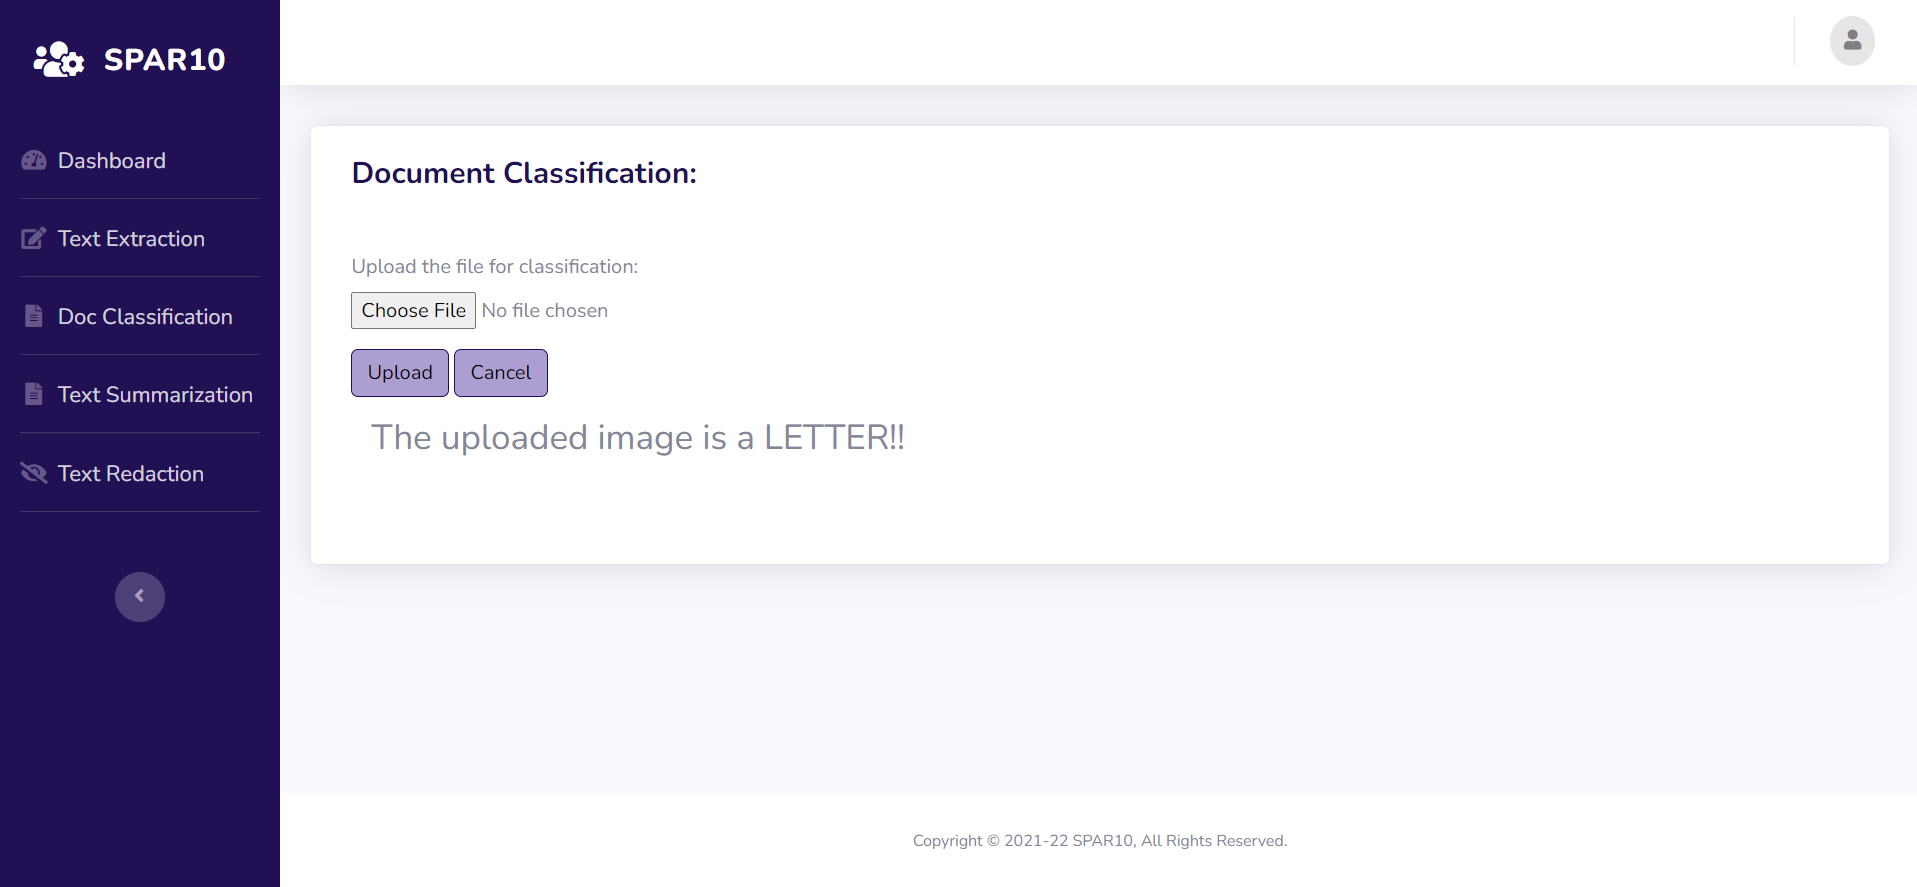 SPAR10
Dashboard
Text Extraction
Doc Classification
Text Summarization
Text Redaction
Document Classification:
Upload the file for classification:
Choose File No file chosen
Upload Cancel
The uploaded image is a LETTER!!
Copyright © 2021-22 SPAR10, All Rights Reserved.